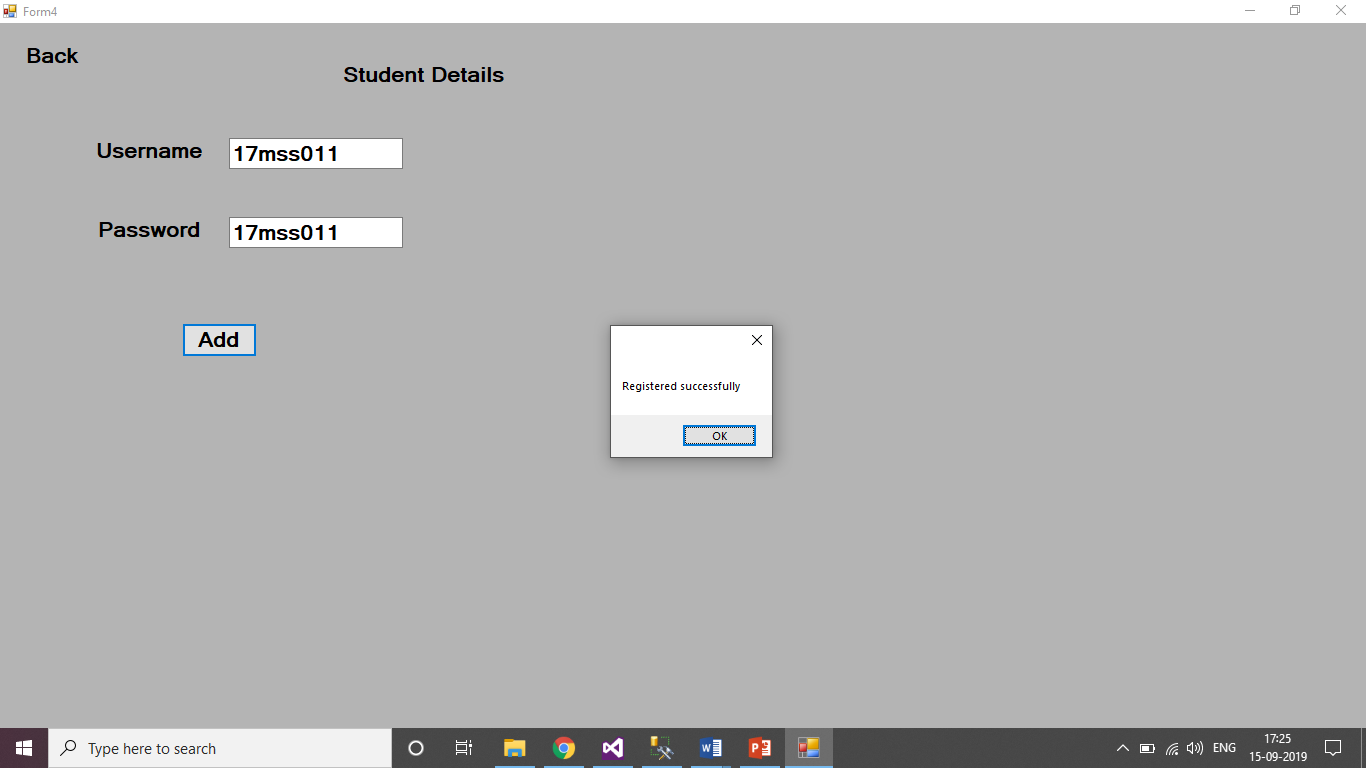 Form4
Back
Student Details
Username 17mss011
Password 17mss011
Add
Registered successfully
OK
Type here to search
ENG
17:25
15-09-2019